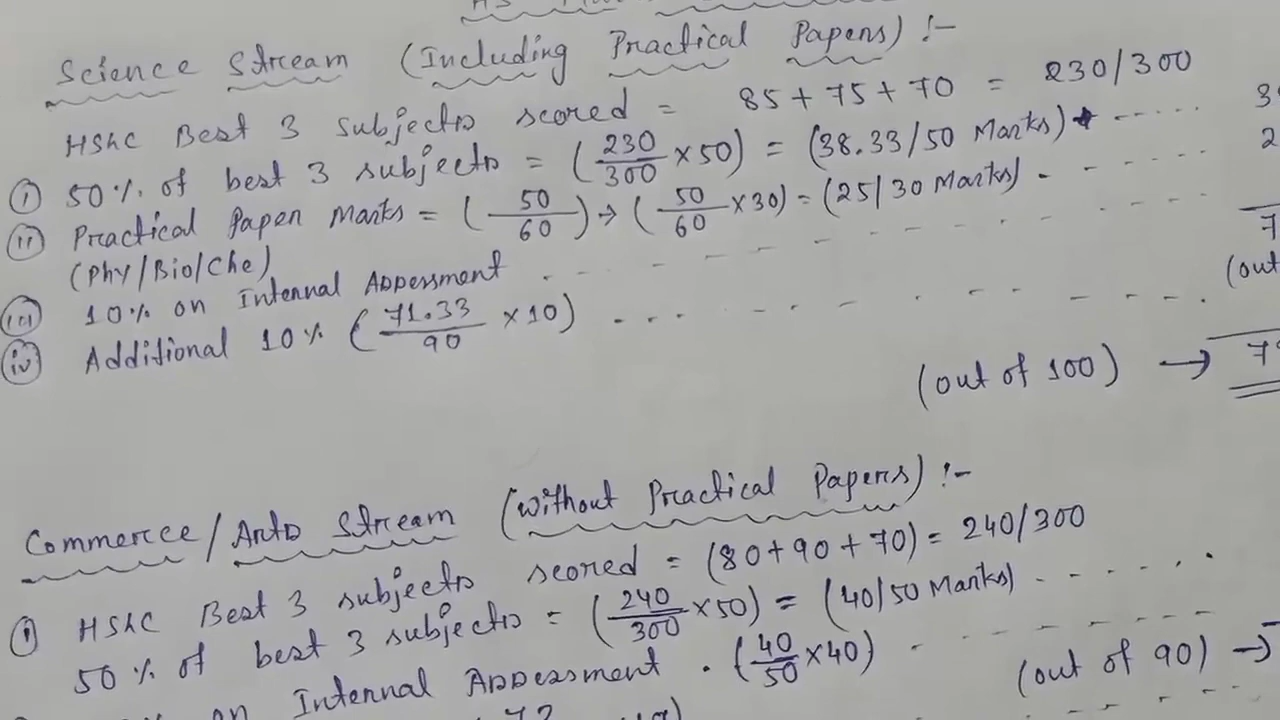 Science Stream (Including Practical Papers) :-
HSLC Best 3 subjects scored = 85 + 75 + 70 = 230/300
(i) 50% of best 3 subjects = (230/300 × 50) = (38.33/50 Marks)
(ii) Practical Paper Marks = (50/60) → (50/60 × 30) = (25/30 Marks)
(Phy/Bio/Che)
(iii) 10% on Internal Assessment
(iv) Additional 10% (71.33/90 × 10)
(out
(out of 100) →
Commerce/Arts Stream (Without Practical Papers) :-
(i) HSLC Best 3 subjects scored = (80+90+70) = 240/300
50% of best 3 subjects = (240/300 × 50) = (40/50 Marks)
on Internal Assessment . (40/50 × 40)
(out of 90) →